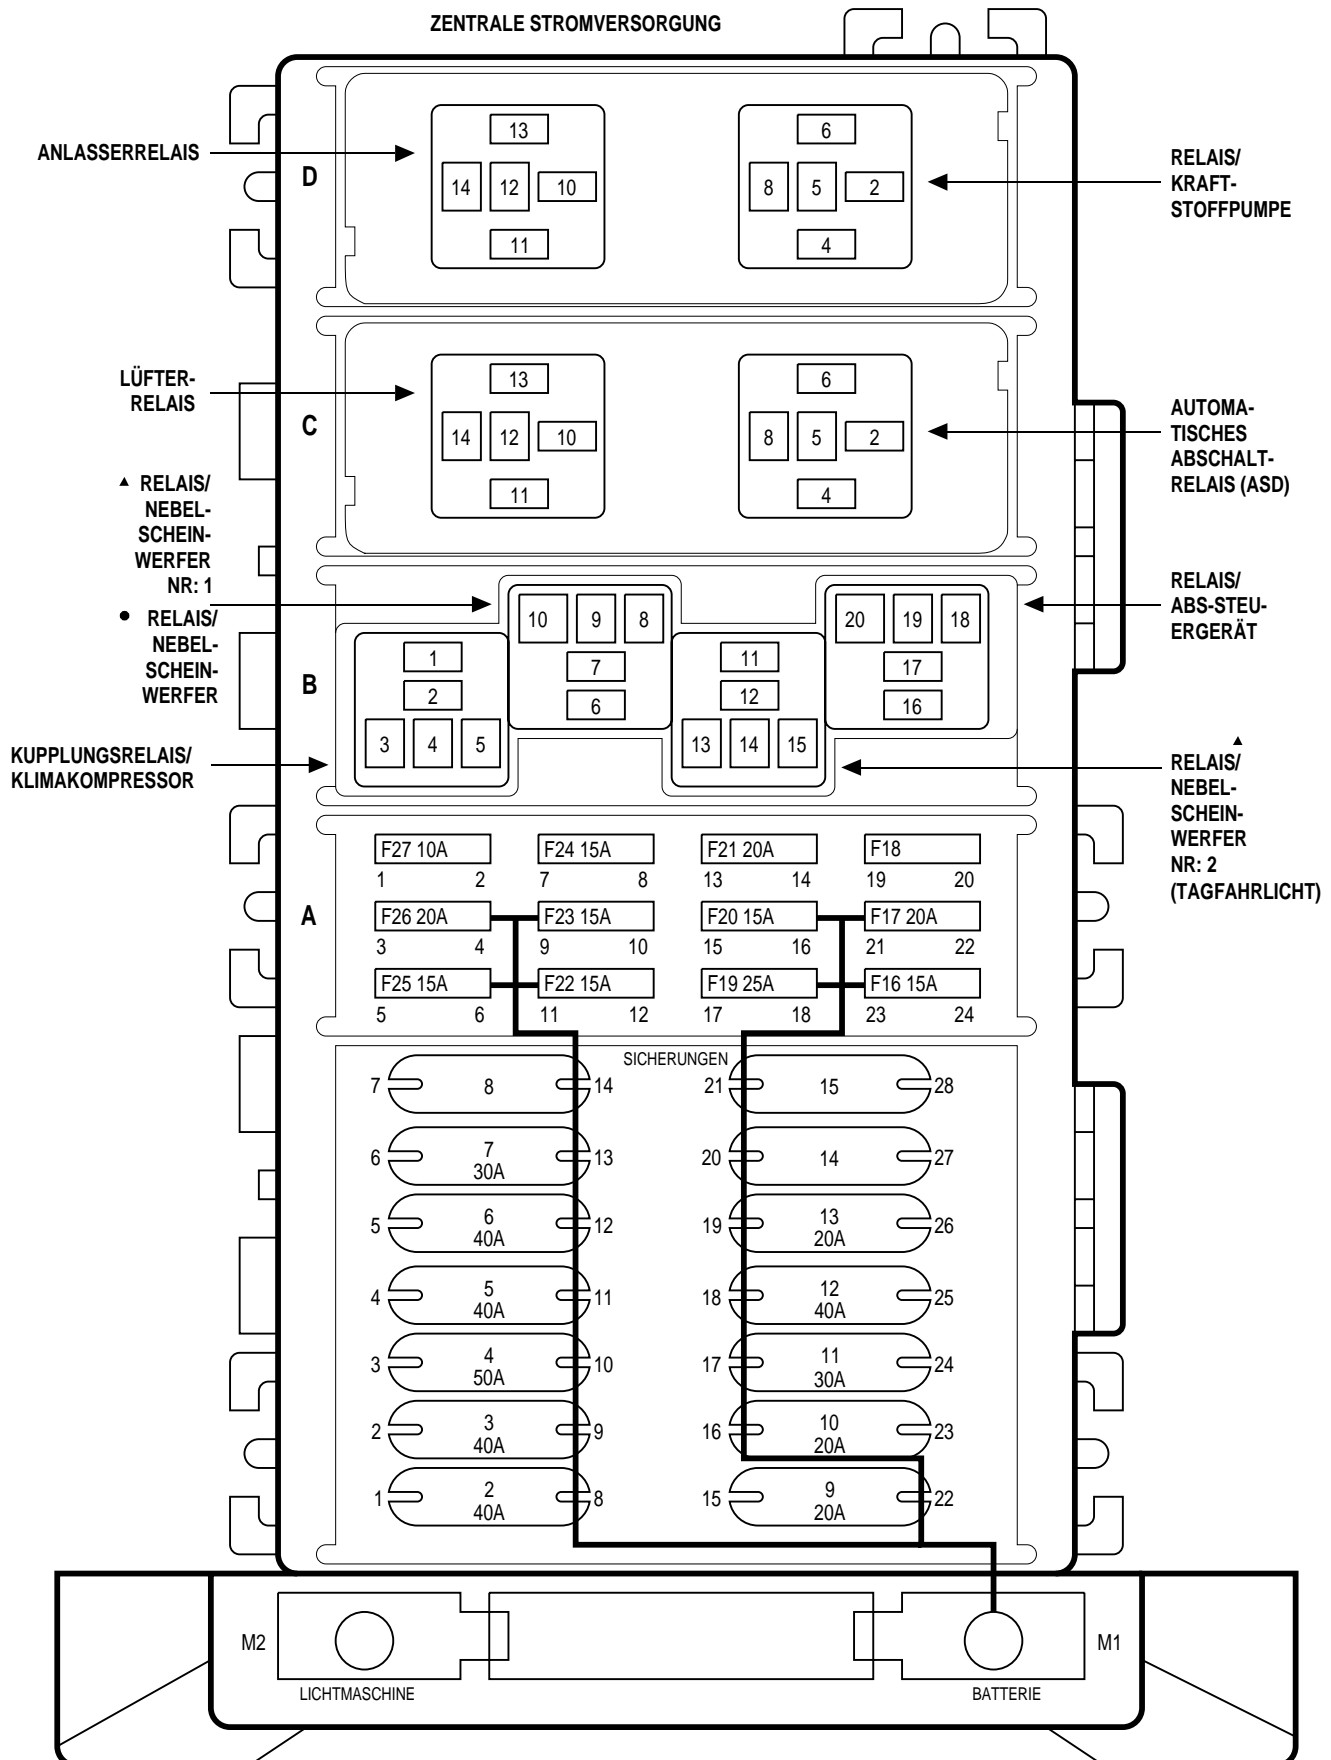 ZENTRALE STROMVERSORGUNG
ANLASSERRELAIS
D
13
14 12 10
11
6
8 5 2
4
RELAIS/
KRAFT-
STOFFPUMPE
LÜFTER-
RELAIS
C
13
14 12 10
11
6
8 5 2
4
AUTOMA-
TISCHES
ABSCHALT-
RELAIS (ASD)
▲ RELAIS/
NEBEL-
SCHEIN-
WERFER
NR: 1
● RELAIS/
NEBEL-
SCHEIN-
WERFER
B
10 9 8
7
6
20 19 18
17
16
1
2
3 4 5
11
12
13 14 15
RELAIS/
ABS-STEU-
ERGERÄT
KUPPLUNGSRELAIS/
KLIMAKOMPRESSOR
▲
RELAIS/
NEBEL-
SCHEIN-
WERFER
NR: 2
(TAGFAHRLICHT)
A
F27 10A F24 15A F21 20A F18
1 2 7 8 13 14 19 20
F26 20A F23 15A F20 15A F17 20A
3 4 9 10 15 16 21 22
F25 15A F22 15A F19 25A F16 15A
5 6 11 12 17 18 23 24
SICHERUNGEN
7 8 14 21 15 28
6 7 13 20 14 27
30A
5 6 12 19 13 26
40A 20A
4 5 11 18 12 25
40A 40A
3 4 10 17 11 24
50A 30A
2 3 9 16 10 23
40A 20A
1 2 8 15 9 22
40A 20A
M2 M1
LICHTMASCHINE BATTERIE